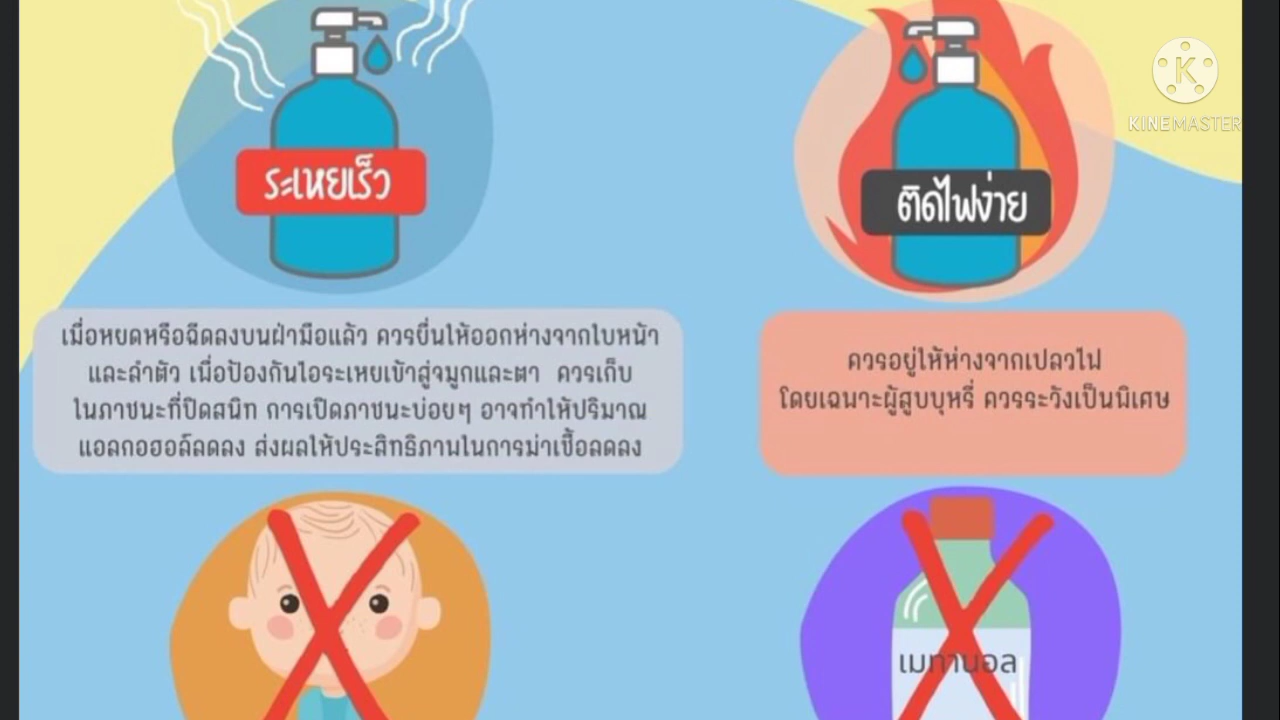 ระเหยเร็ว
ติดไฟง่าย
K
KINEMASTER
เมื่อหยดหรือฉีดลงบนฝ่ามือแล้ว ควรยื่นให้ออกห่างจากใบหน้า
และลำตัว เพื่อป้องกันไอระเหยเข้าสู่จมูกและตา ควรเก็บ
ในภาชนะที่ปิดสนิท การเปิดภาชนะบ่อยๆ อาจทำให้ปริมาณ
แอลกอฮอล์ลดลง ส่งผลให้ประสิทธิภาพในการฆ่าเชื้อลดลง
ควรอยู่ให้ห่างจากเปลวไฟ
โดยเฉพาะผู้สูบบุหรี่ ควรระวังเป็นพิเศษ
เมทานอล